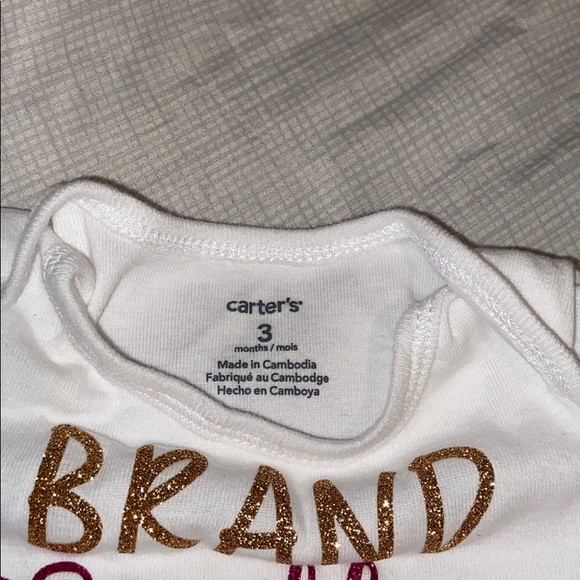 carter's
3
months / mois
Made in Cambodia
Fabriqué au Cambodge
Hecho en Camboya
BRAND